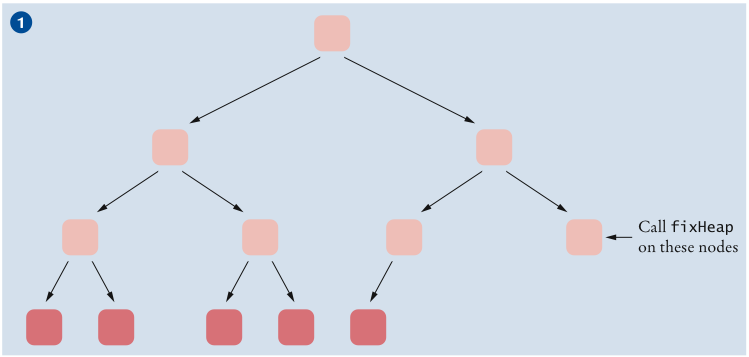 1
Call fixHeap
on these nodes